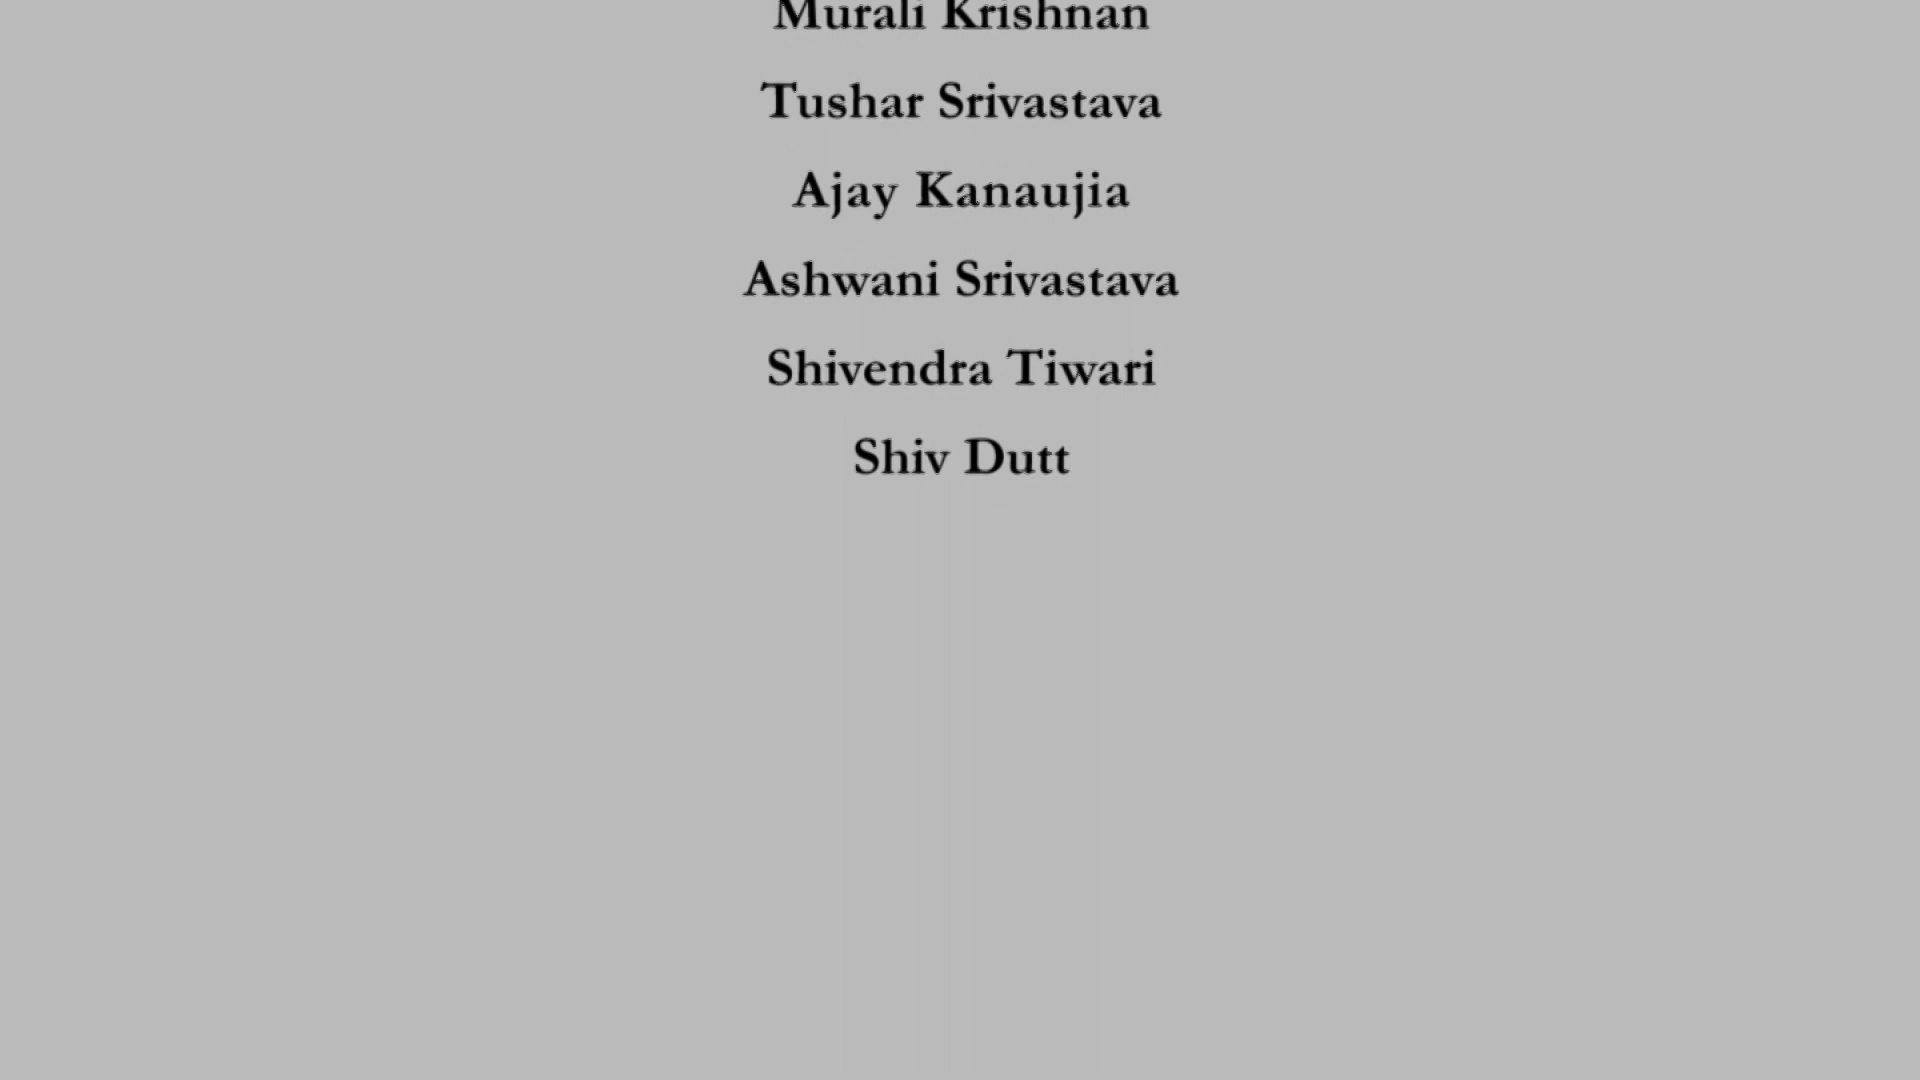 Murali Krishnan
Tushar Srivastava
Ajay Kanaujia
Ashwani Srivastava
Shivendra Tiwari
Shiv Dutt